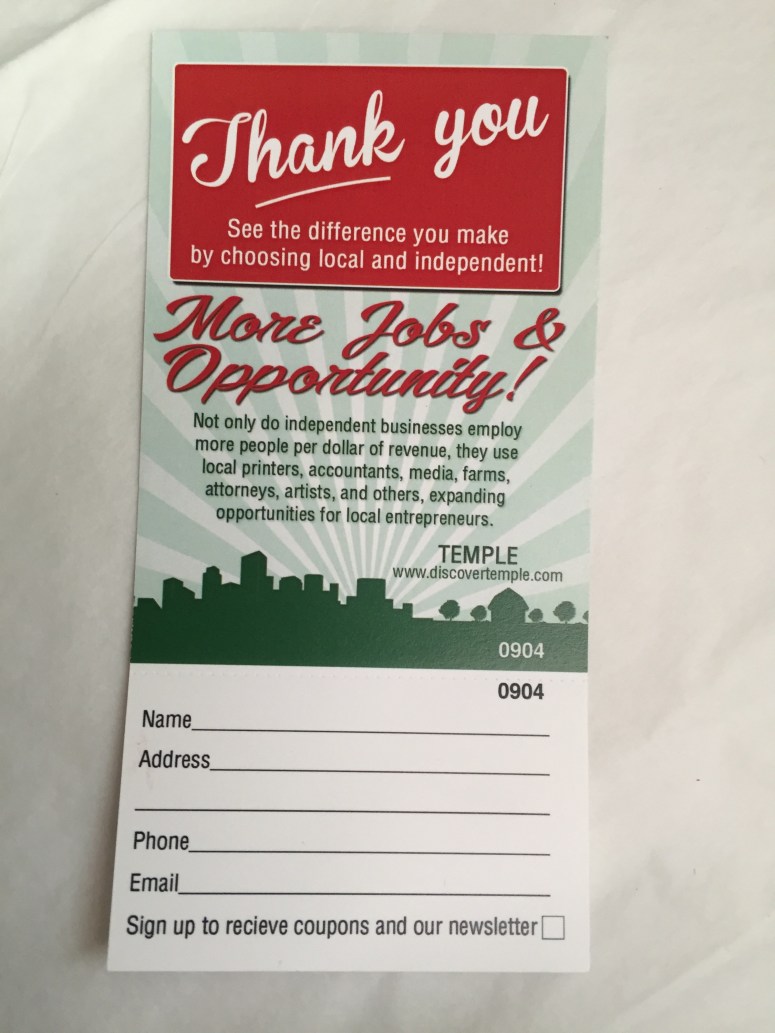 Thank you
See the difference you make
by choosing local and independent!
More Jobs &
Opportunity!
Not only do independent businesses employ
more people per dollar of revenue, they use
local printers, accountants, media, farms,
attorneys, artists, and others, expanding
opportunities for local entrepreneurs.
TEMPLE
www.discovertemple.com
0904
0904
Name
Address
Phone
Email
Sign up to recieve coupons and our newsletter